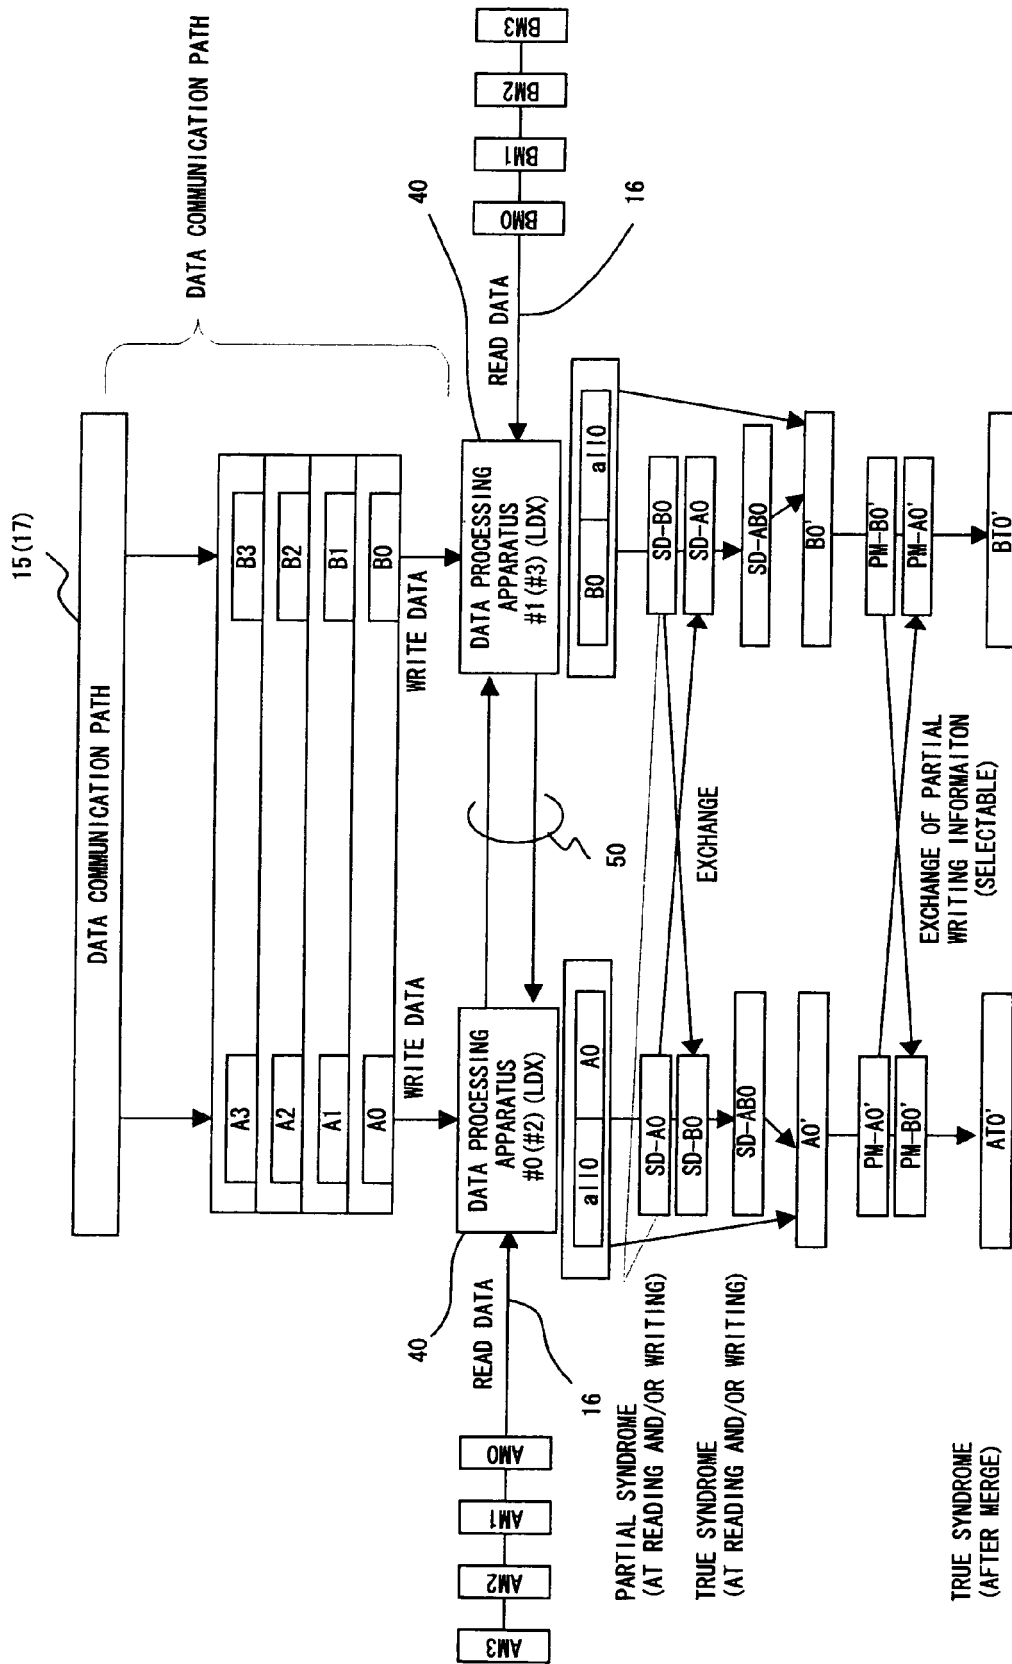 15(17)
DATA COMMUNICATION PATH
DATA COMMUNICATION PATH
A3
B3
A2
B2
A1
B1
A0
B0
WRITE DATA
WRITE DATA
40
40
DATA PROCESSING
APPARATUS
#0(#2)(LDX)
DATA PROCESSING
APPARATUS
#1(#3)(LDX)
50
AM3
AM2
AM1
AM0
READ DATA
16
READ DATA
16
BM0
BM1
BM2
BM3
all0
A0
B0
all0
PARTIAL SYNDROME
(AT READING AND/OR WRITING)
SD-A0
SD-B0
SD-B0
SD-A0
EXCHANGE
TRUE SYNDROME
(AT READING AND/OR WRITING)
SD-AB0
SD-AB0
A0'
B0'
PM-A0'
PM-B0'
PM-B0'
PM-A0'
EXCHANGE OF PARTIAL
WRITING INFORMAITON
(SELECTABLE)
TRUE SYNDROME
(AFTER MERGE)
AT0'
BT0'